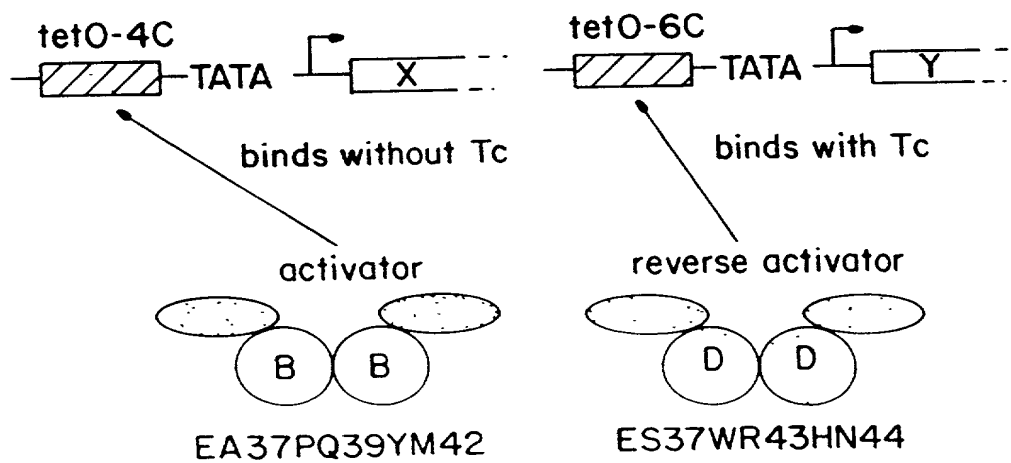 tetO-4C
TATA
X
binds without Tc
activator
B B
EA37PQ39YM42
tetO-6C
TATA
Y
binds with Tc
reverse activator
D D
ES37WR43HN44